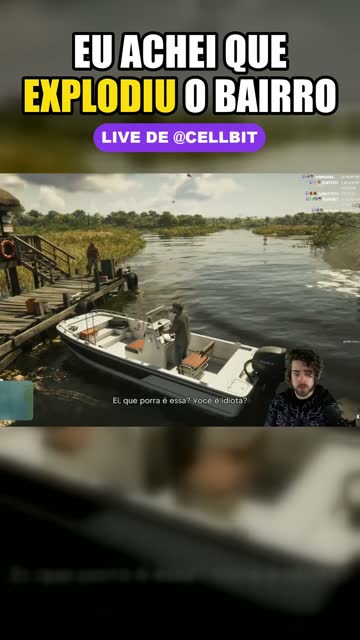 EU ACHEI QUE
EXPLODIU O BAIRRO
LIVE DE @CELLBIT
Ei, que porra é essa? Você é idiota?